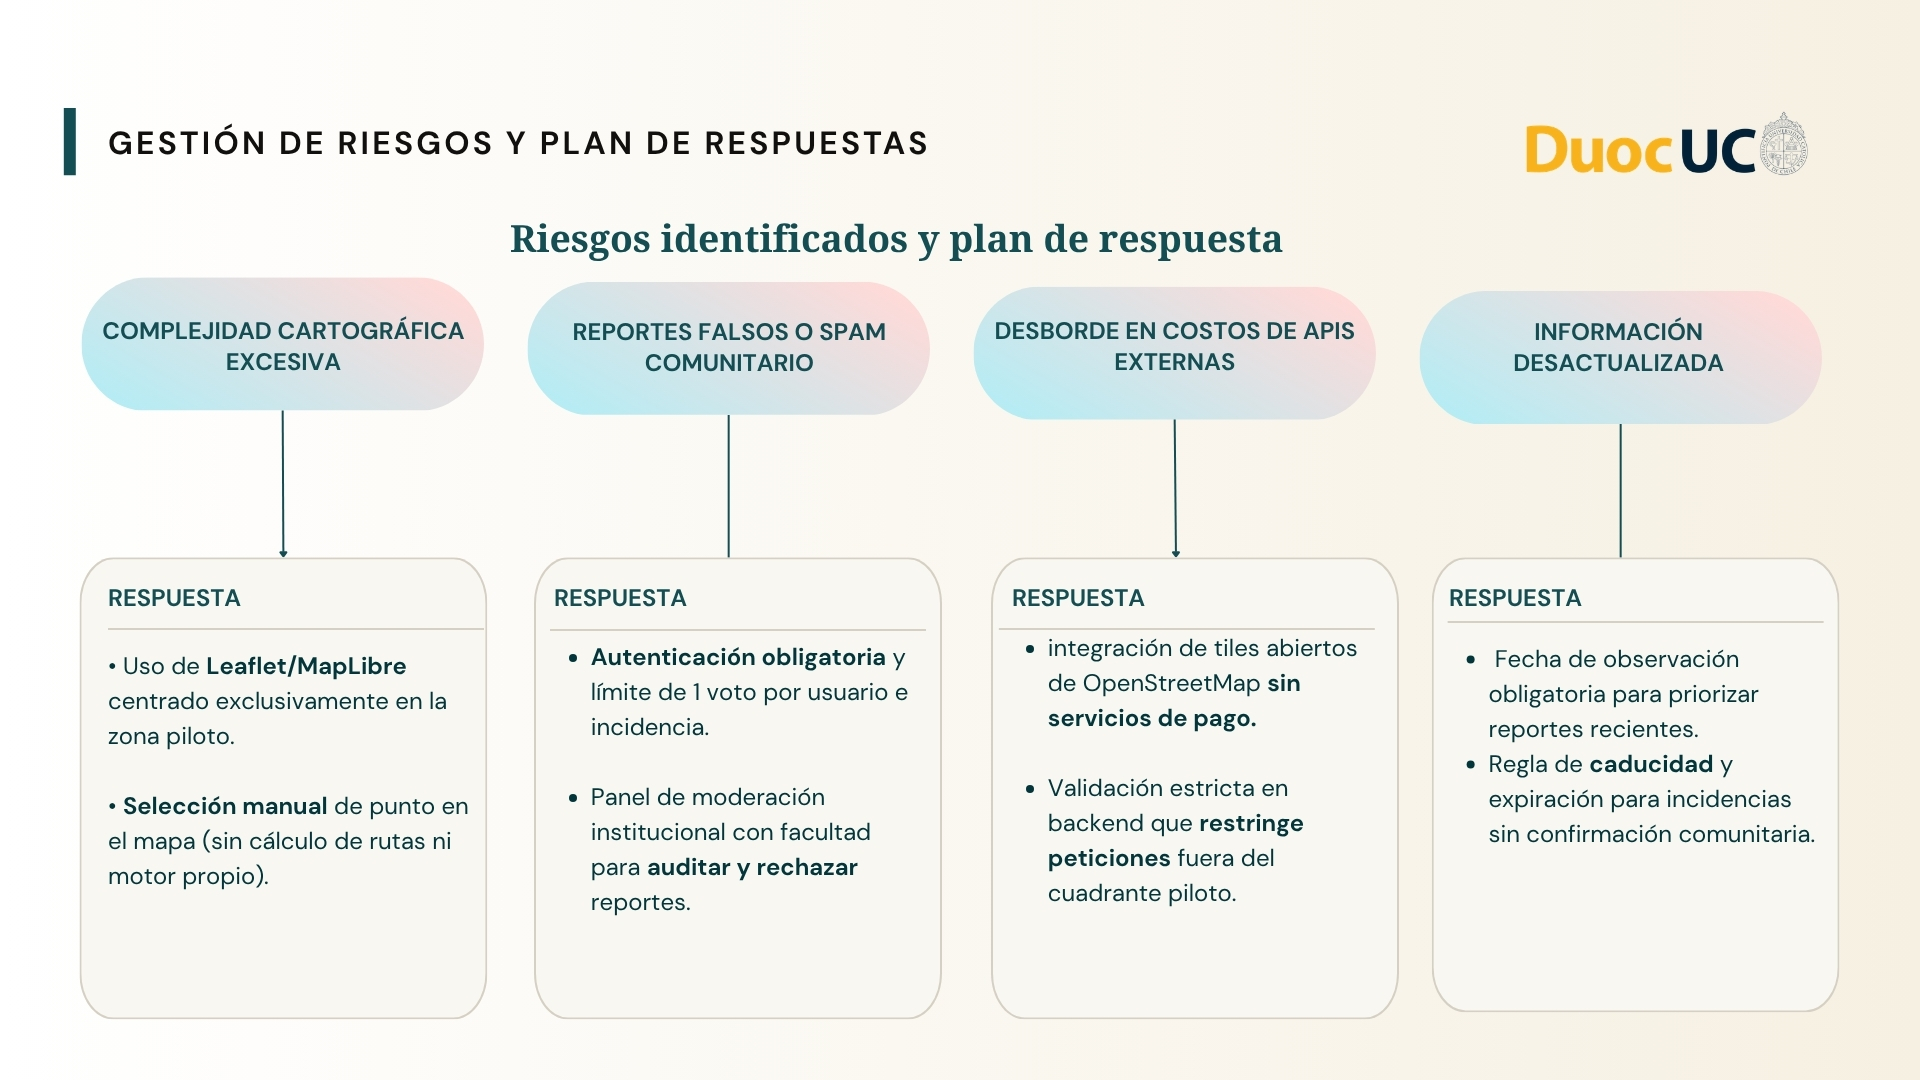 GESTIÓN DE RIESGOS Y PLAN DE RESPUESTAS
Duoc UC
Riesgos identificados y plan de respuesta
COMPLEJIDAD CARTOGRÁFICA
EXCESIVA
RESPUESTA
• Uso de Leaflet/MapLibre
centrado exclusivamente en la
zona piloto.
• Selección manual de punto en
el mapa (sin cálculo de rutas ni
motor propio).
REPORTES FALSOS O SPAM
COMUNITARIO
RESPUESTA
• Autenticación obligatoria y
límite de 1 voto por usuario e
incidencia.
• Panel de moderación
institucional con facultad
para auditar y rechazar
reportes.
DESBORDE EN COSTOS DE APIS
EXTERNAS
RESPUESTA
• integración de tiles abiertos
de OpenStreetMap sin
servicios de pago.
• Validación estricta en
backend que restringe
peticiones fuera del
cuadrante piloto.
INFORMACIÓN
DESACTUALIZADA
RESPUESTA
• Fecha de observación
obligatoria para priorizar
reportes recientes.
• Regla de caducidad y
expiración para incidencias
sin confirmación comunitaria.